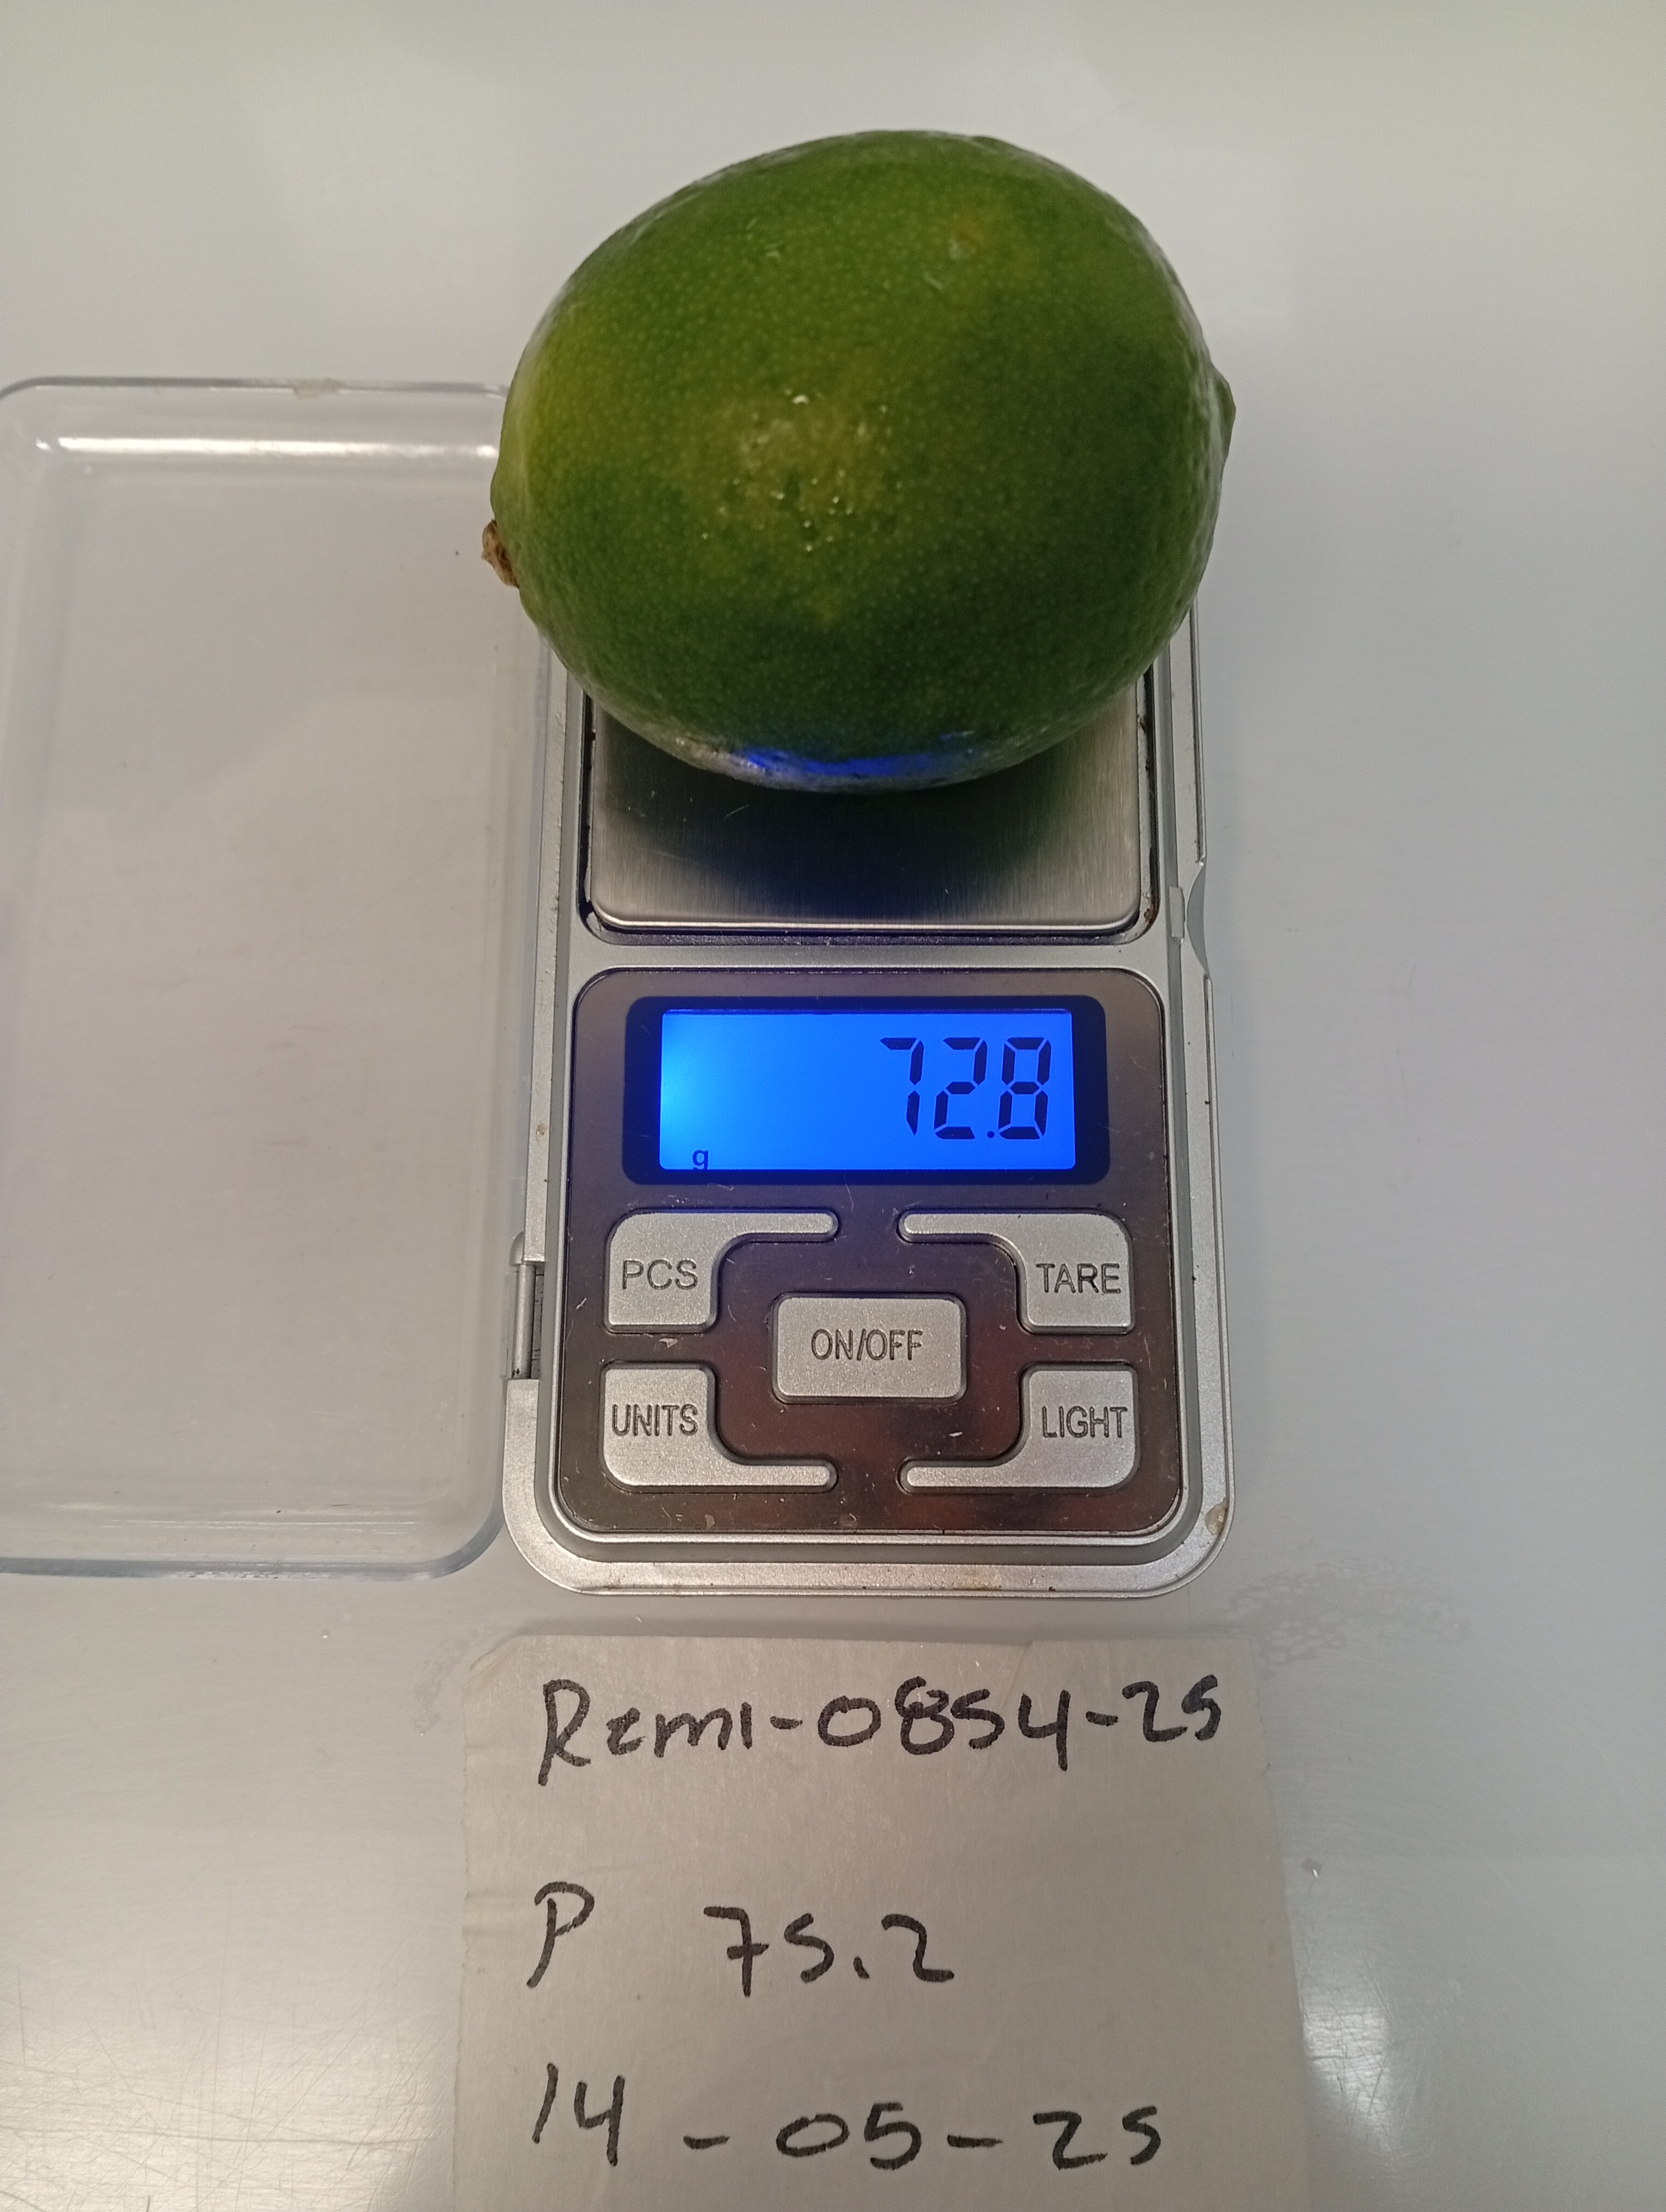 72.8
g
PCS
TARE
ON/OFF
UNITS
LIGHT
Remi-0854-25
P 75.2
14-05-25